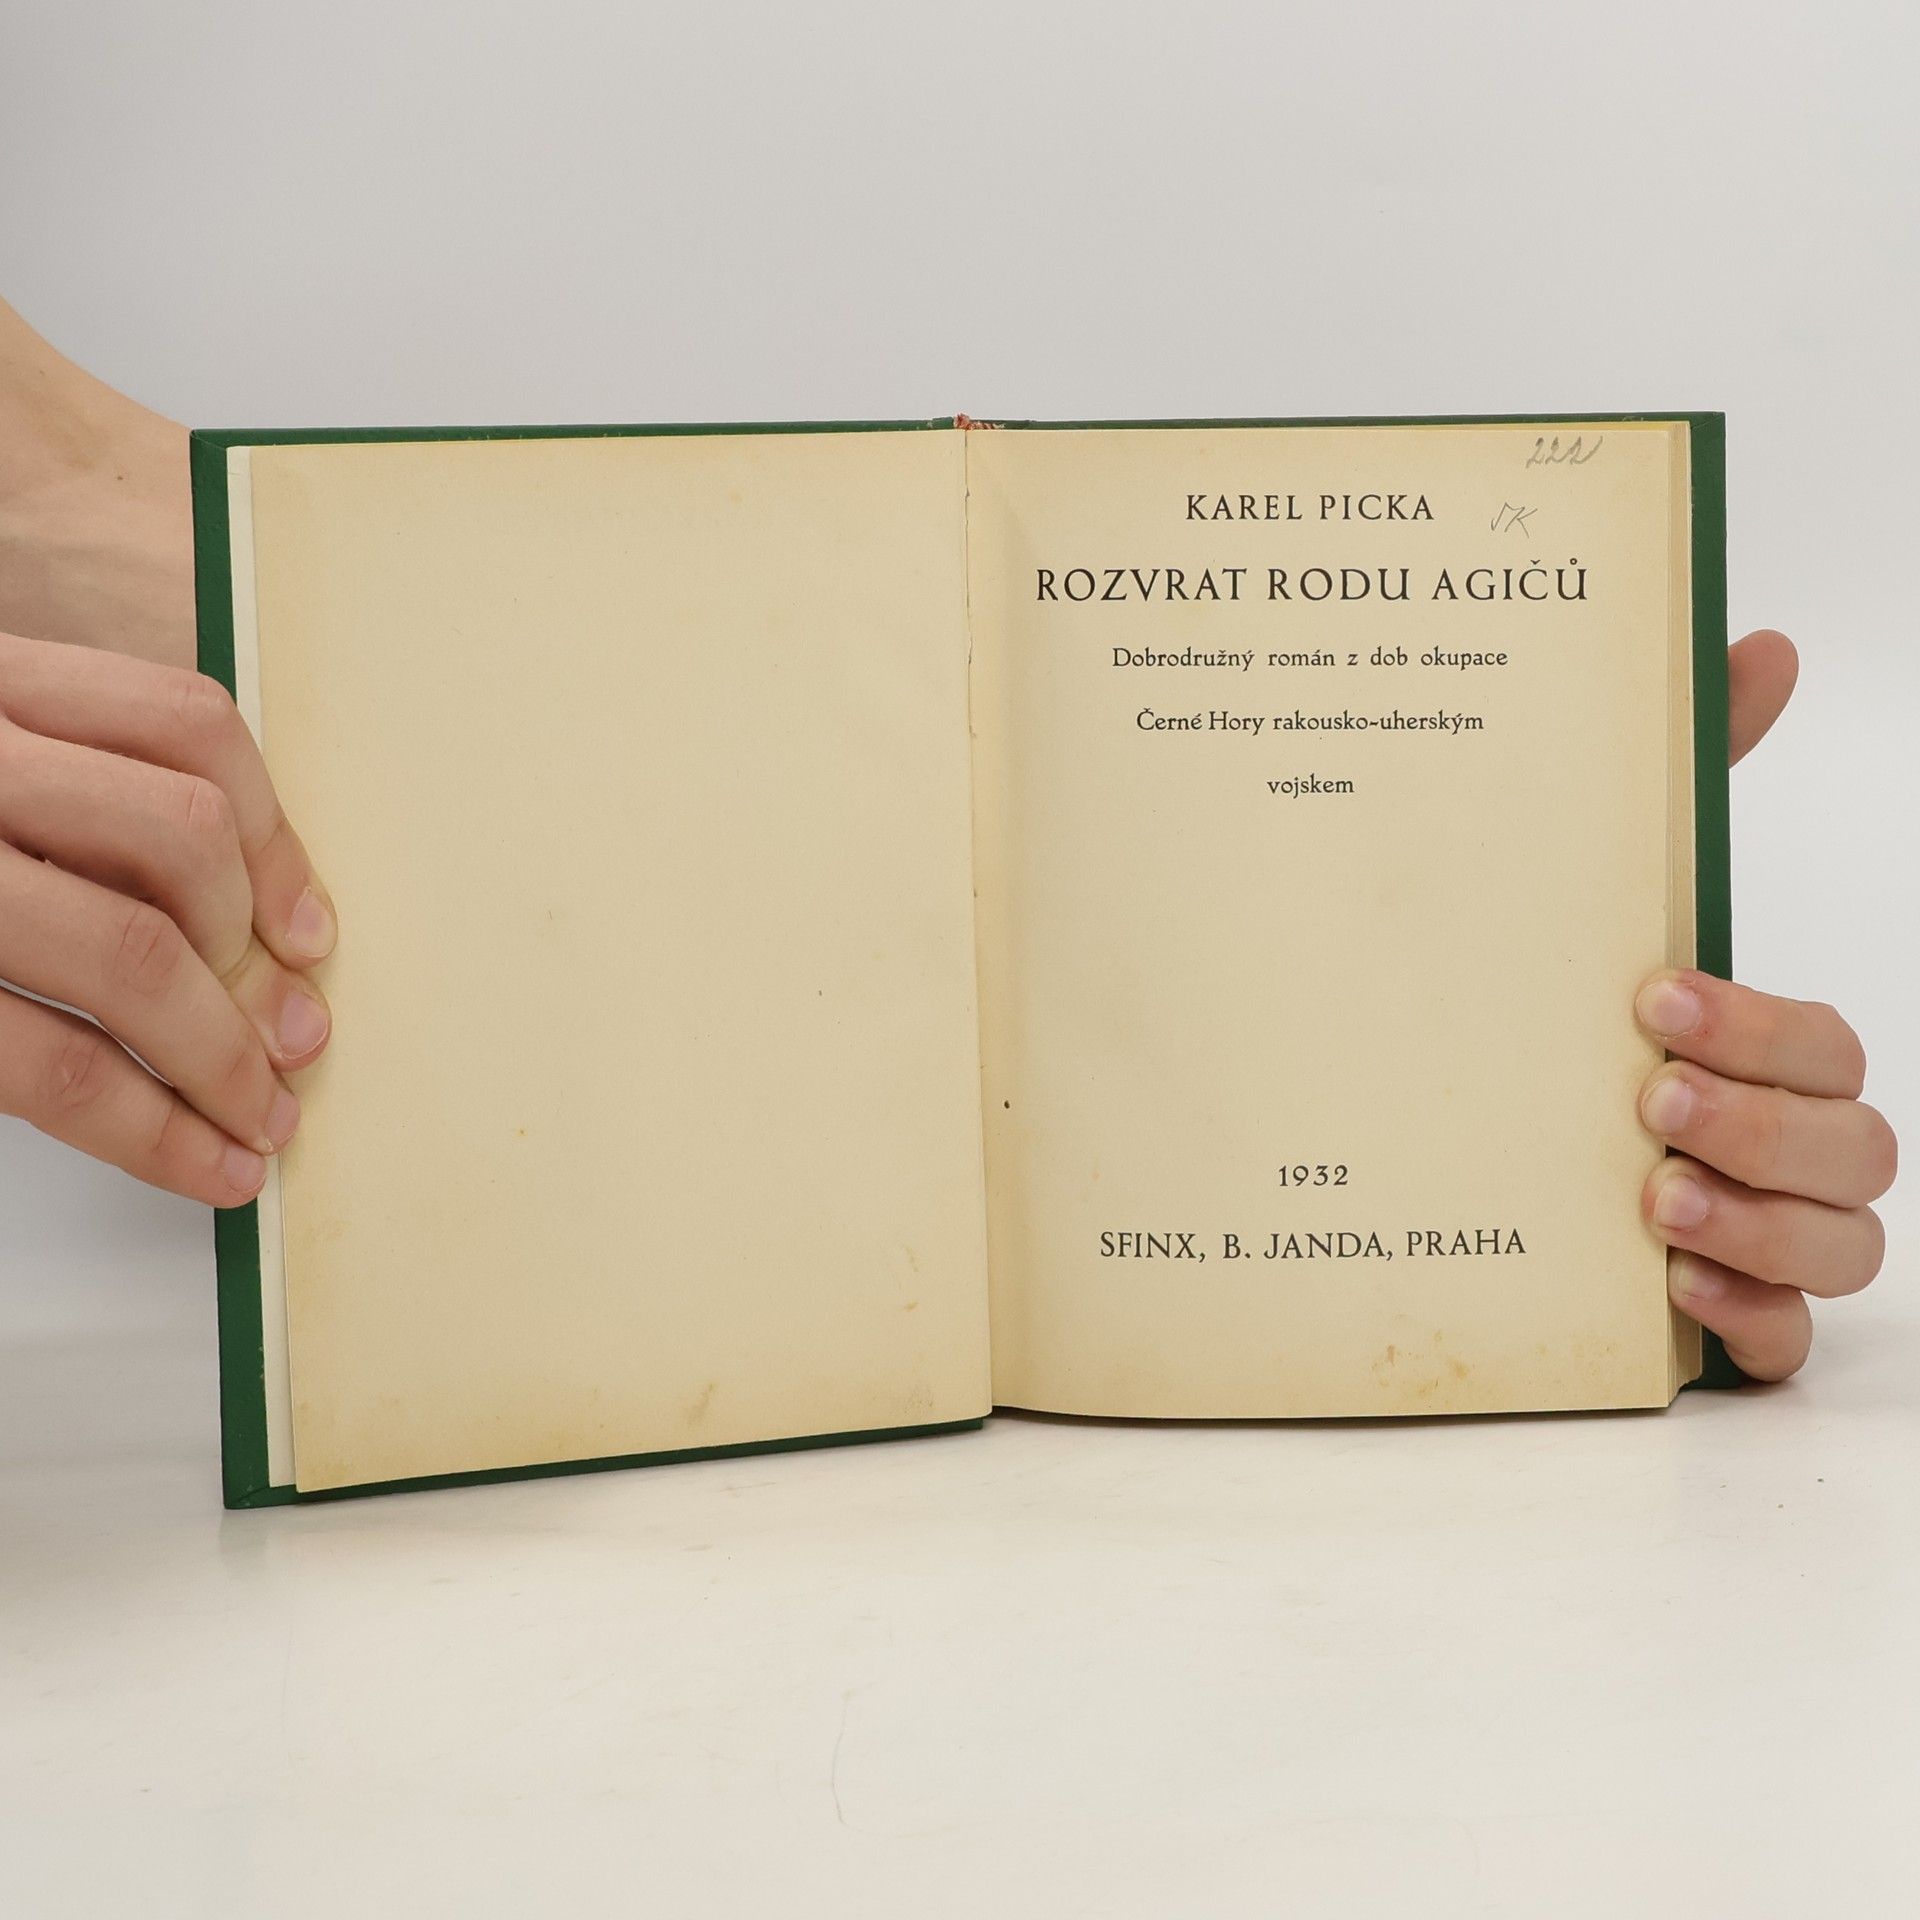 222
KAREL PICKA
ROZVRAT RODU AGIČŮ
Dobrodružný román z dob okupace
Černé Hory rakousko-uherským
vojskem
1932
SFINX, B. JANDA, PRAHA